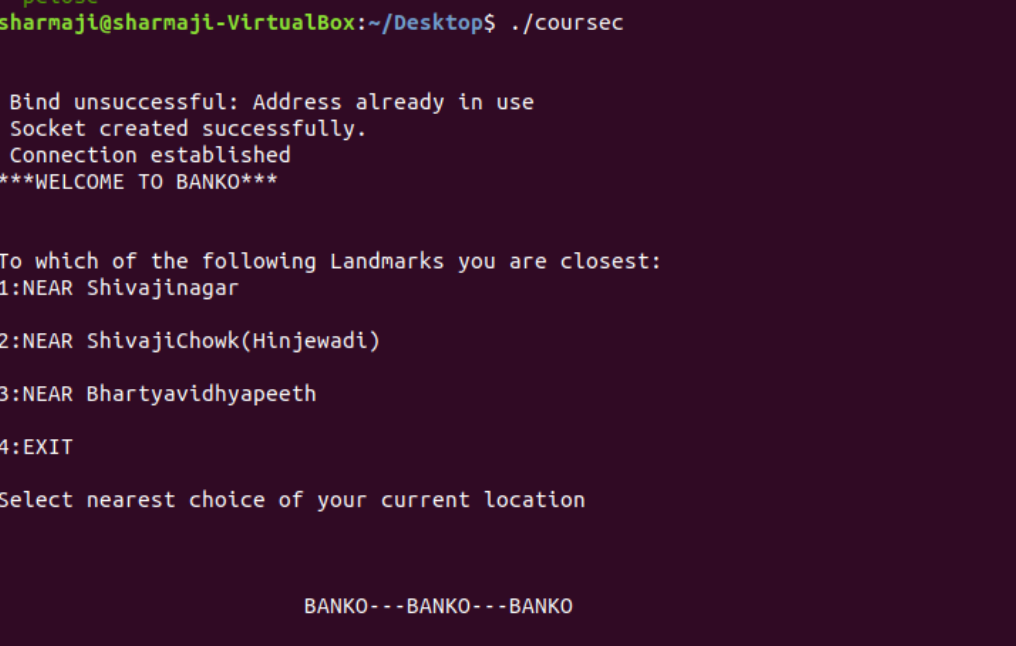 sharmaji@sharmaji-VirtualBox:~/Desktop$ ./coursec
Bind unsuccessful: Address already in use
Socket created successfully.
Connection established
***WELCOME TO BANKO***
To which of the following Landmarks you are closest:
1:NEAR Shivajinagar
2:NEAR ShivajiChowk(Hinjewadi)
3:NEAR Bhartyavidhyapeeth
4:EXIT
Select nearest choice of your current location
BANKO---BANKO---BANKO